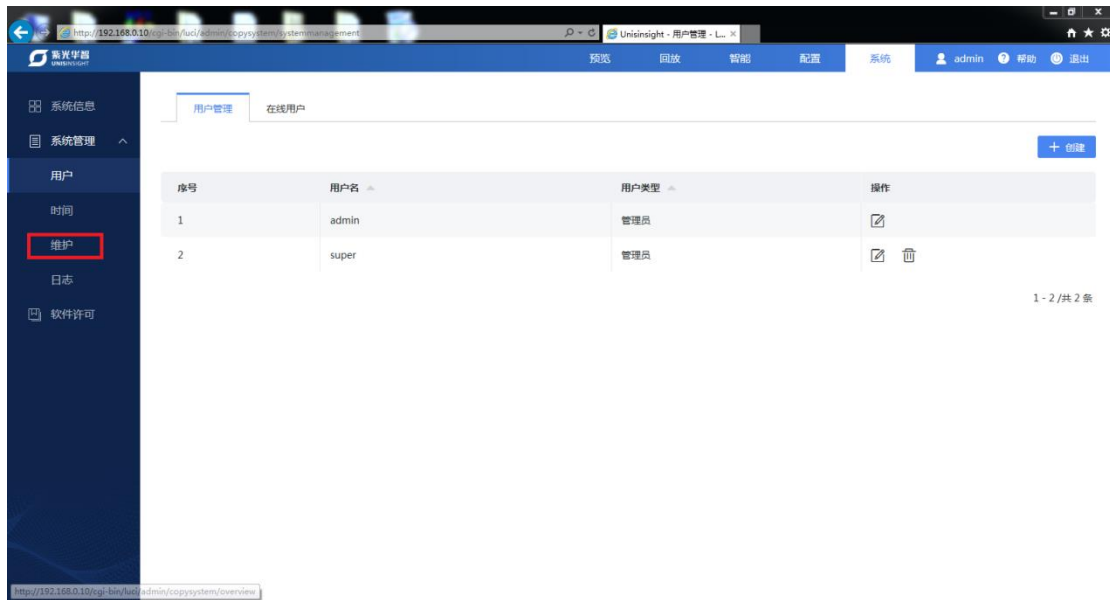 http://192.168.0.10/cgi-bin/luci/admin/copysystem/systemmanagement
Unisinsight - 用户管理 - L...
紫光华智
UNISINSIGHT
预览 回放 智能 配置 系统 admin 帮助 退出
系统信息
系统管理
用户
时间
维护
日志
软件许可
用户管理 在线用户
创建
序号 用户名 用户类型 操作
1 admin 管理员
2 super 管理员
1 - 2 /共 2 条
http://192.168.0.10/cgi-bin/luci/admin/copysystem/overview